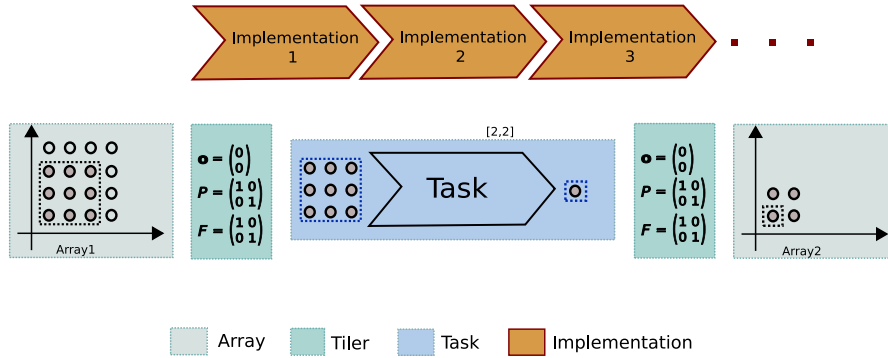 Implementation 1
Implementation 2
Implementation 3
[2,2]
o = (0 0)
P = (1 0 0 1)
F = (1 0 0 1)
Task
o = (0 0)
P = (1 0 0 1)
F = (1 0 0 1)
Array1
Array2
Array
Tiler
Task
Implementation